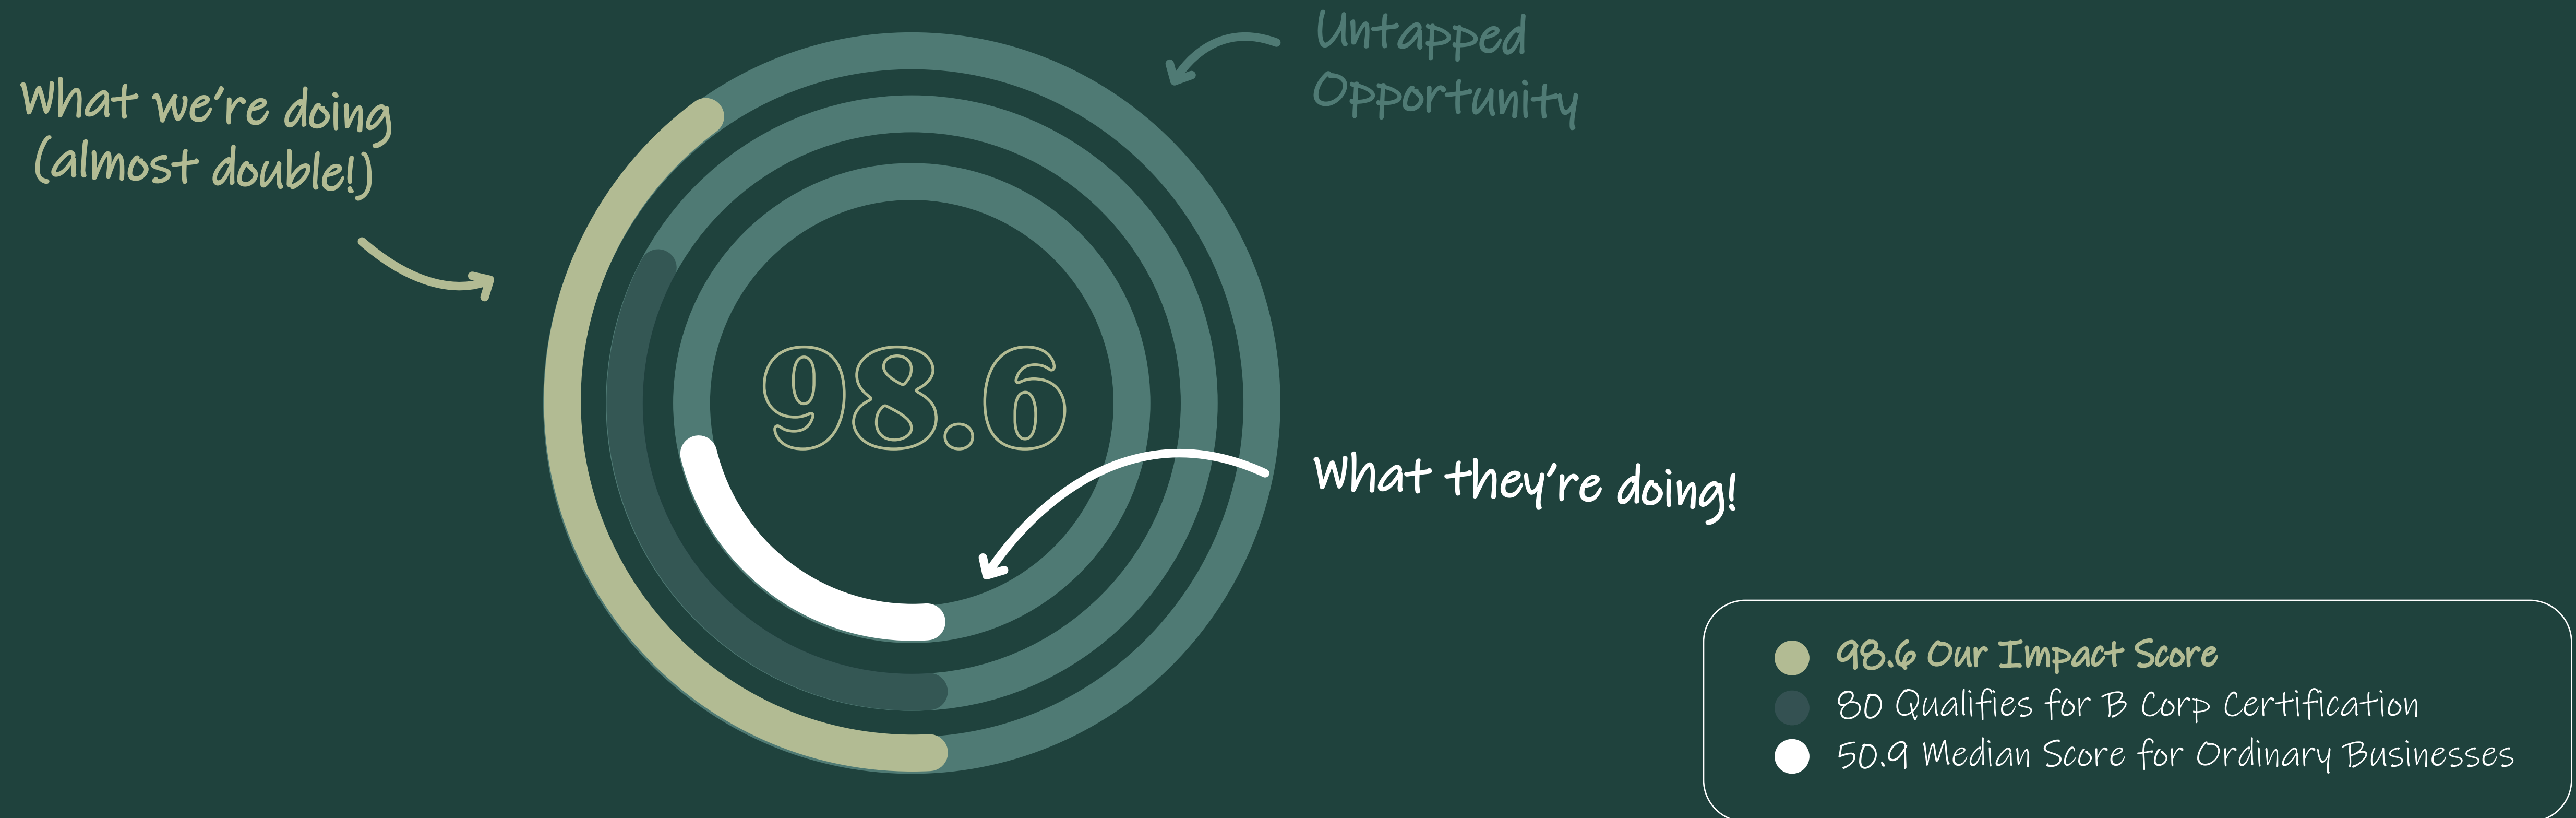 Untapped
Opportunity
What we're doing
(almost double!)
98.6
What they're doing!
98.6 Our Impact Score
80 Qualifies for B Corp Certification
50.9 Median Score for Ordinary Businesses